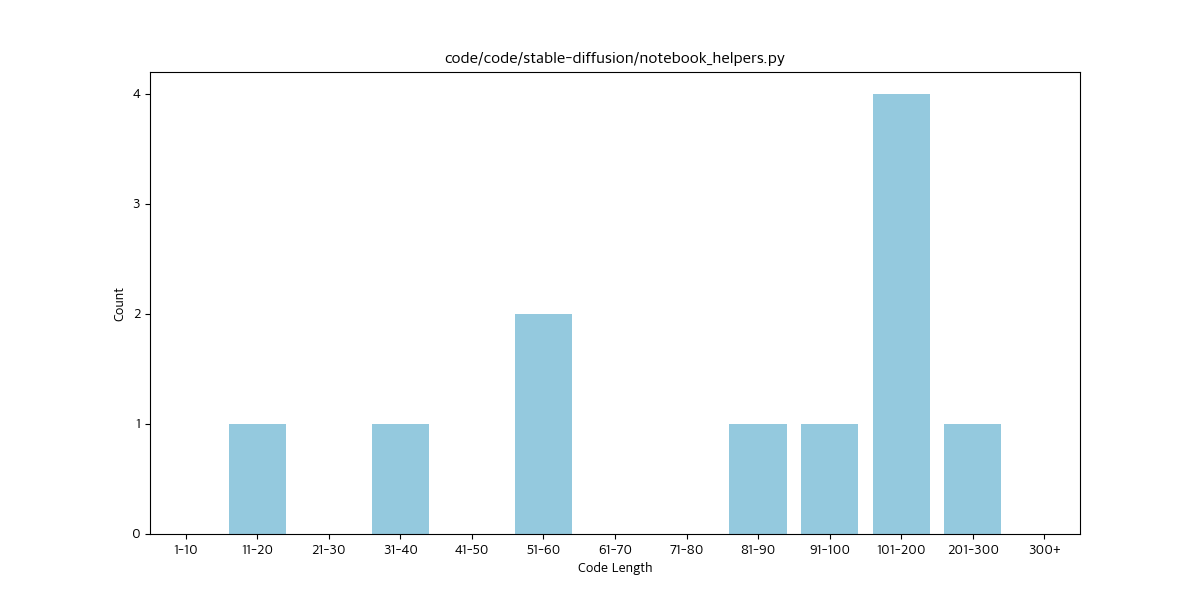 code/code/stable-diffusion/notebook_helpers.py
4
3
2
1
0
Count
1-10 11-20 21-30 31-40 41-50 51-60 61-70 71-80 81-90 91-100 101-200 201-300 300+
Code Length